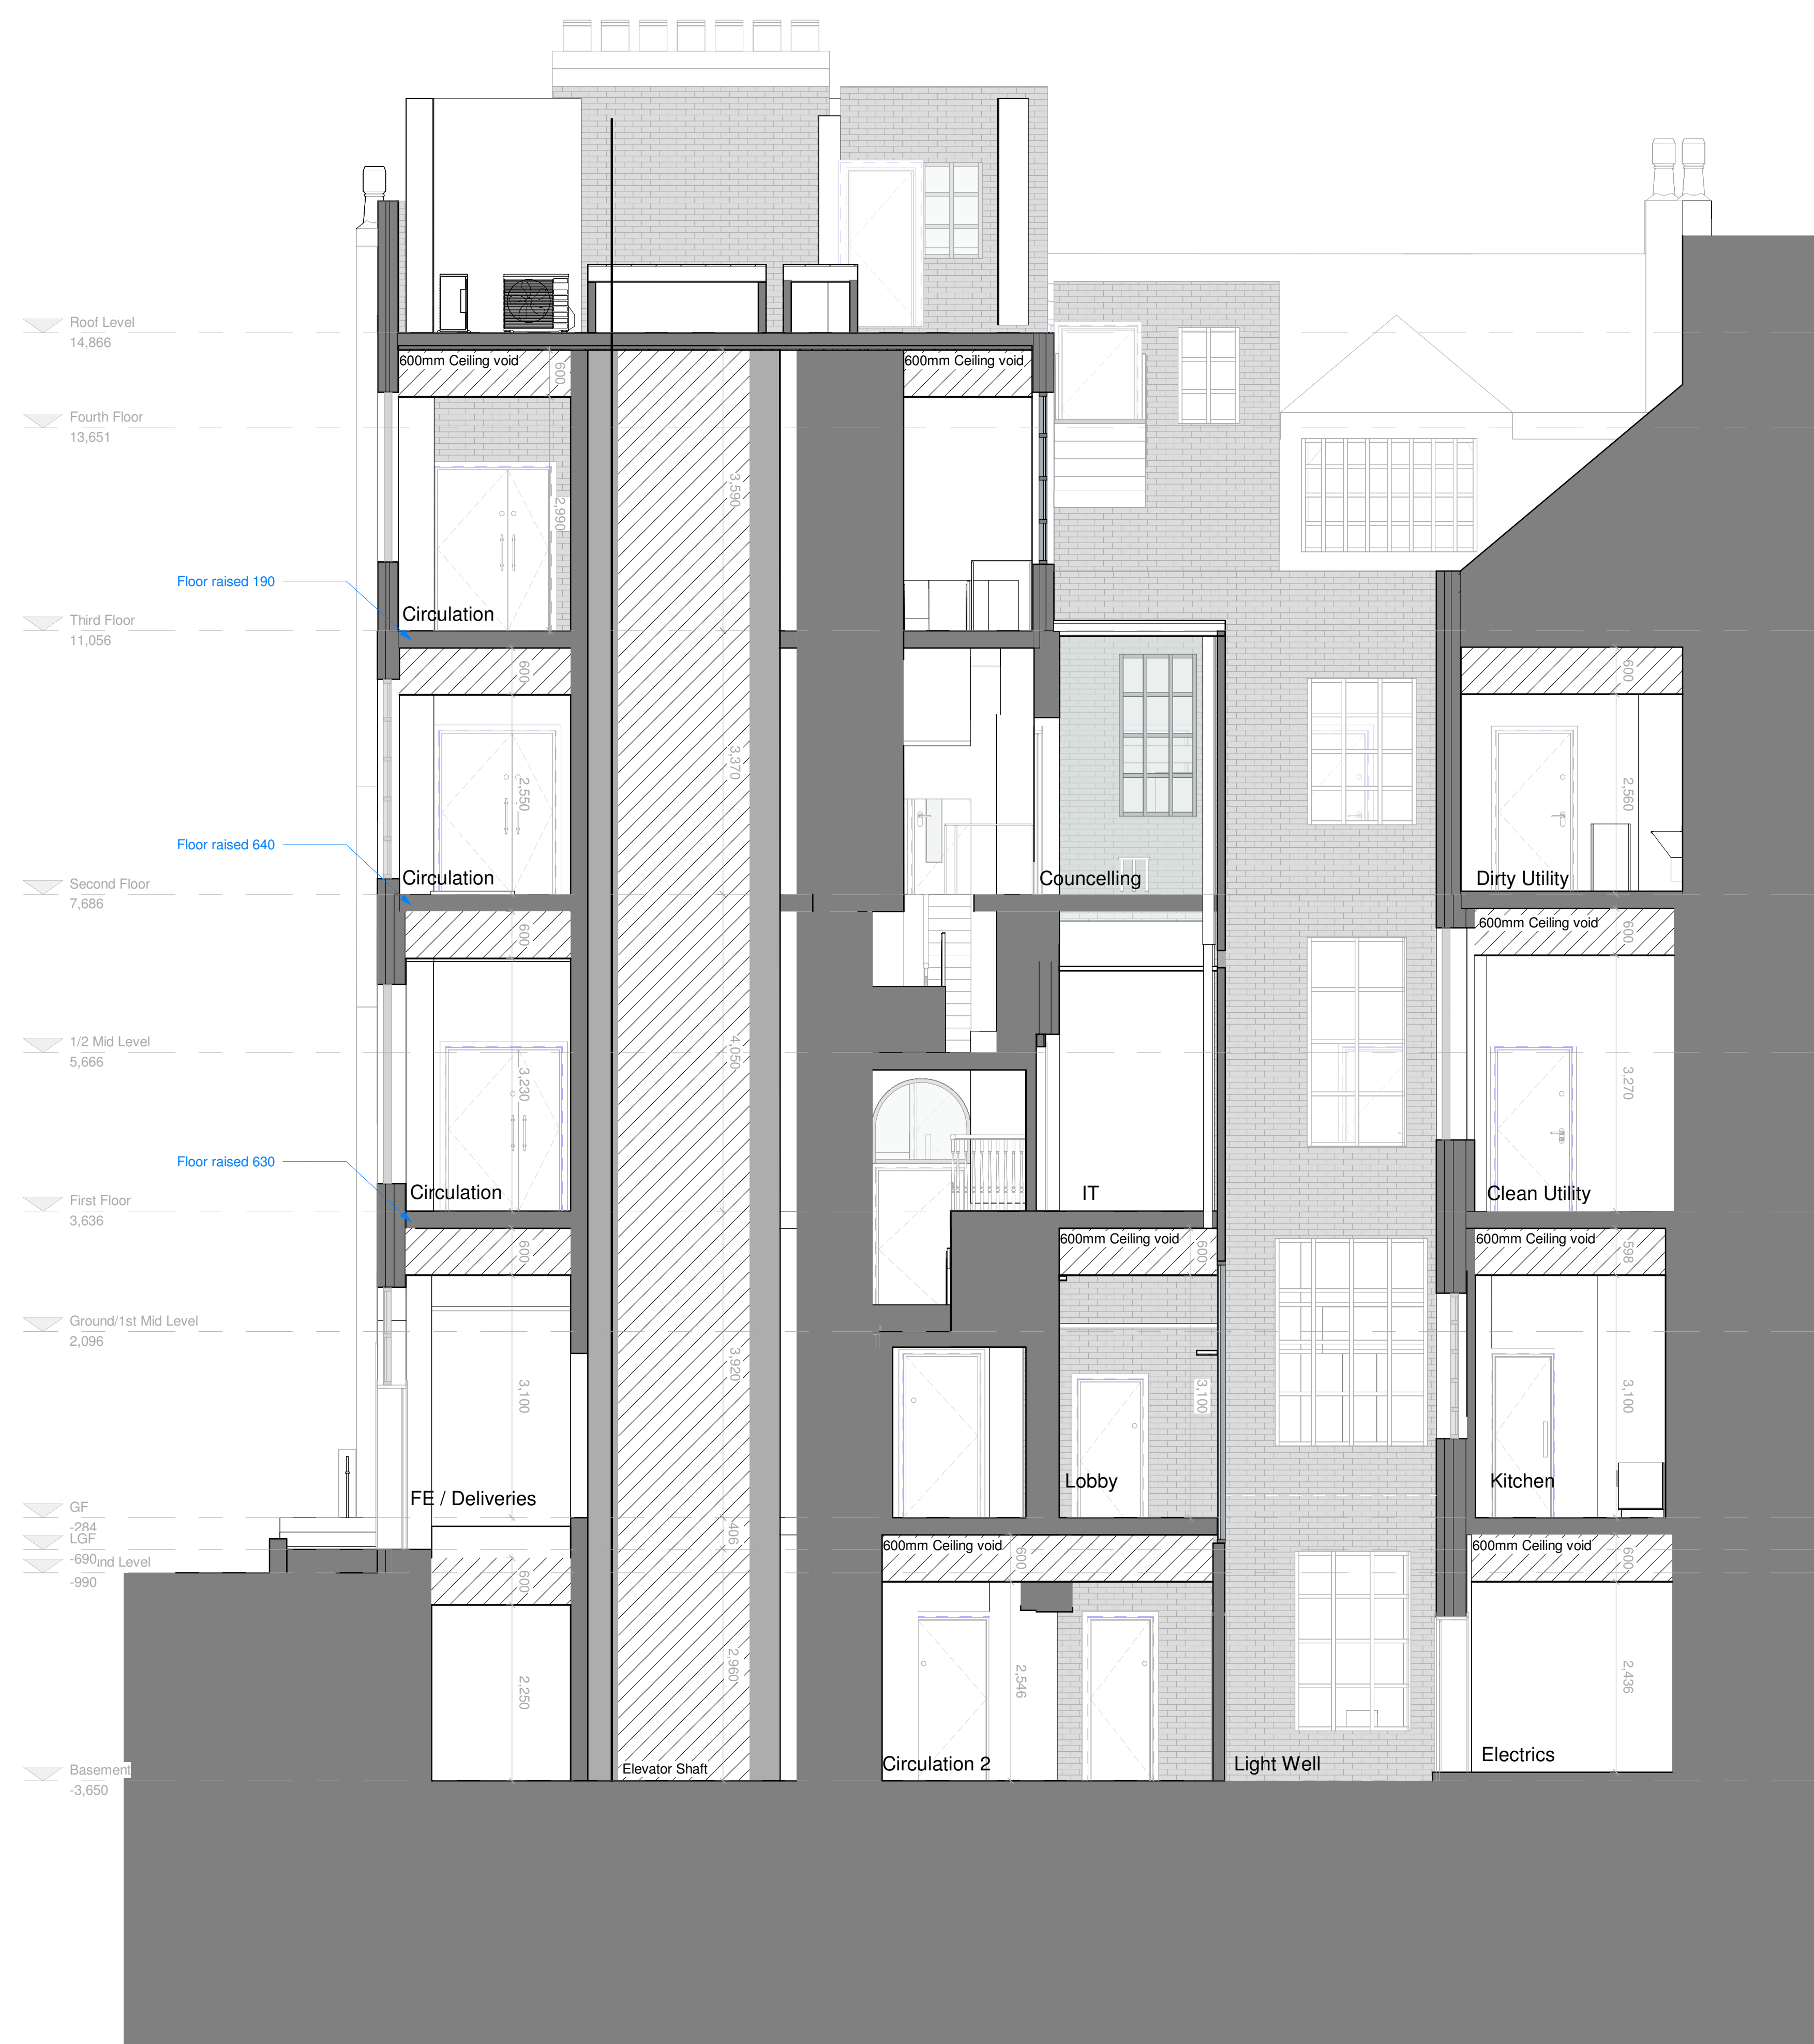 Roof Level
14,866
600mm Ceiling void
600
600mm Ceiling void
Fourth Floor
13,651
3,590
2,990
Floor raised 190
Circulation
Third Floor
11,056
600
600
3,370
2,550
2,560
Floor raised 640
Circulation
Councelling
Dirty Utility
Second Floor
7,686
600
600mm Ceiling void
600
1/2 Mid Level
5,666
4,050
3,230
3,270
Floor raised 630
Circulation
IT
Clean Utility
First Floor
3,636
600
600mm Ceiling void
600
600mm Ceiling void
598
Ground/1st Mid Level
2,096
3,920
3,100
3,100
3,100
FE / Deliveries
Lobby
Kitchen
GF
-284
LGF
-690
ind Level
-990
406
600mm Ceiling void
600
600mm Ceiling void
600
600
2,960
2,250
2,546
2,436
Basement
-3,650
Elevator Shaft
Circulation 2
Light Well
Electrics